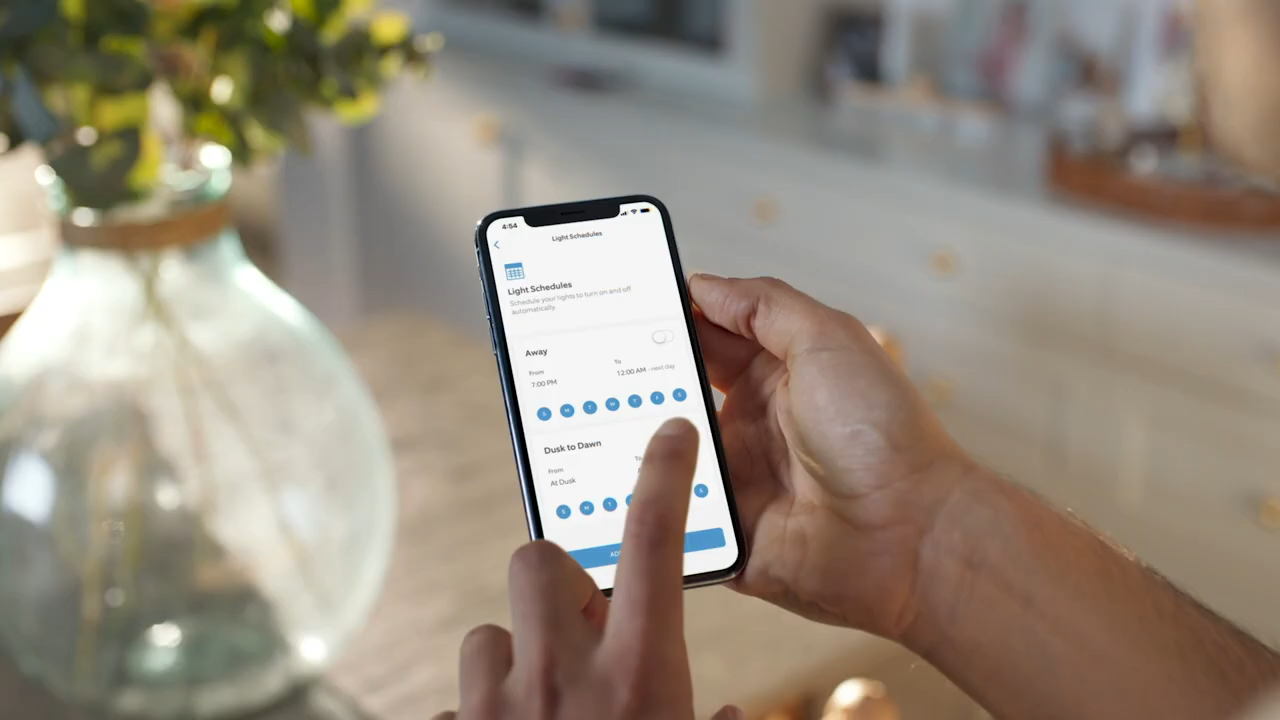 4:54
Light Schedules
Light Schedules
Schedule your lights to turn on and off
automatically.
Away
From To
7:00 PM 12:00 AM - next day
S M T W T F S
Dusk to Dawn
From To
At Dusk
S M T S